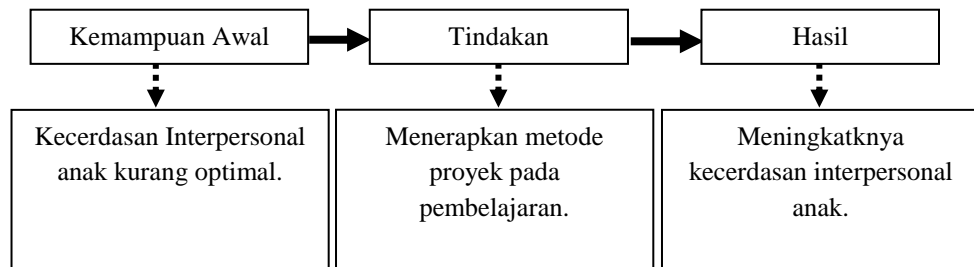 Kemampuan Awal
Tindakan
Hasil
Kecerdasan Interpersonal
anak kurang optimal.
Menerapkan metode
proyek pada
pembelajaran.
Meningkatknya
kecerdasan interpersonal
anak.